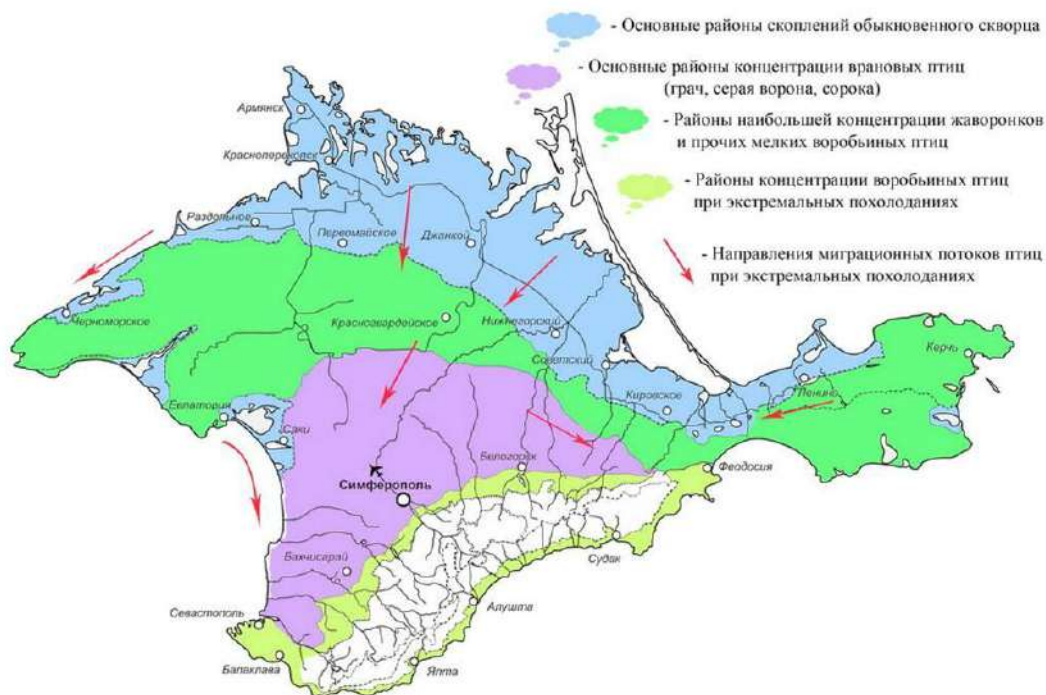 - Основные районы скоплений обыкновенного скворца
- Основные районы концентрации врановых птиц
(грач, серая ворона, сорока)
- Районы наибольшей концентрации жаворонков
и прочих мелких воробьиных птиц
- Районы концентрации воробьиных птиц
при экстремальных похолоданиях
- Направления миграционных потоков птиц
при экстремальных похолоданиях
Армянск
Красноперекопск
Раздольное
Первомайское
Джанкой
Черноморское
Красногвардейское
Нижнегорский
Советский
Керчь
Ленино
Кировское
Евпатория
Саки
Белогорск
Феодосия
Симферополь
Судак
Бахчисарай
Алушта
Севастополь
Балаклава
Ялта